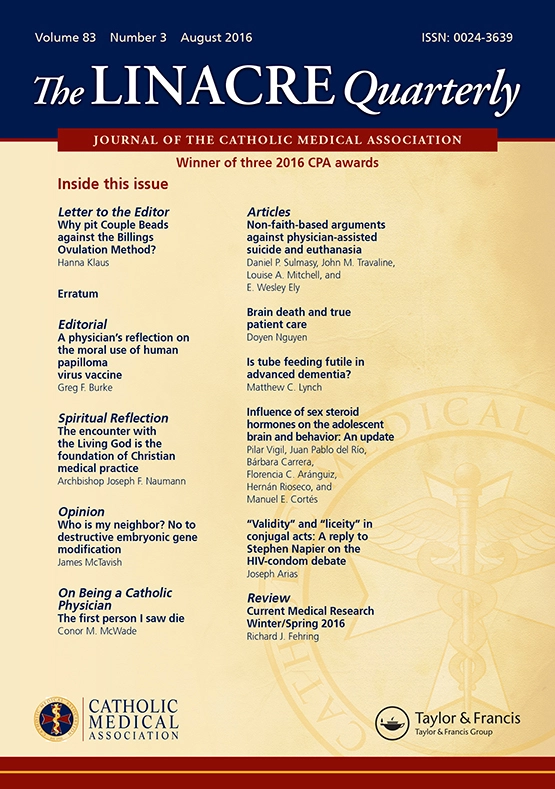 Volume 83 Number 3 August 2016
ISSN: 0024-3639
The LINACRE Quarterly
JOURNAL OF THE CATHOLIC MEDICAL ASSOCIATION
Winner of three 2016 CPA awards
Inside this issue
Letter to the Editor
Why pit Couple Beads
against the Billings
Ovulation Method?
Hanna Klaus
Erratum
Editorial
A physician's reflection on
the moral use of human
papilloma
virus vaccine
Greg F. Burke
Spiritual Reflection
The encounter with
the Living God is the
foundation of Christian
medical practice
Archbishop Joseph F. Naumann
Opinion
Who is my neighbor? No to
destructive embryonic gene
modification
James McTavish
On Being a Catholic
Physician
The first person I saw die
Conor M. McWade
Articles
Non-faith-based arguments
against physician-assisted
suicide and euthanasia
Daniel P. Sulmasy, John M. Travaline,
Louise A. Mitchell, and
E. Wesley Ely
Brain death and true
patient care
Doyen Nguyen
Is tube feeding futile in
advanced dementia?
Matthew C. Lynch
Influence of sex steroid
hormones on the adolescent
brain and behavior: An update
Pilar Vigil, Juan Pablo del Río,
Bárbara Carrera,
Florencia C. Aránguiz,
Hernán Rioseco, and
Manuel E. Cortés
“Validity” and “liceity” in
conjugal acts: A reply to
Stephen Napier on the
HIV-condom debate
Joseph Arias
Review
Current Medical Research
Winter/Spring 2016
Richard J. Fehring
CATHOLIC
MEDICAL
ASSOCIATION
Taylor & Francis
Taylor & Francis Group